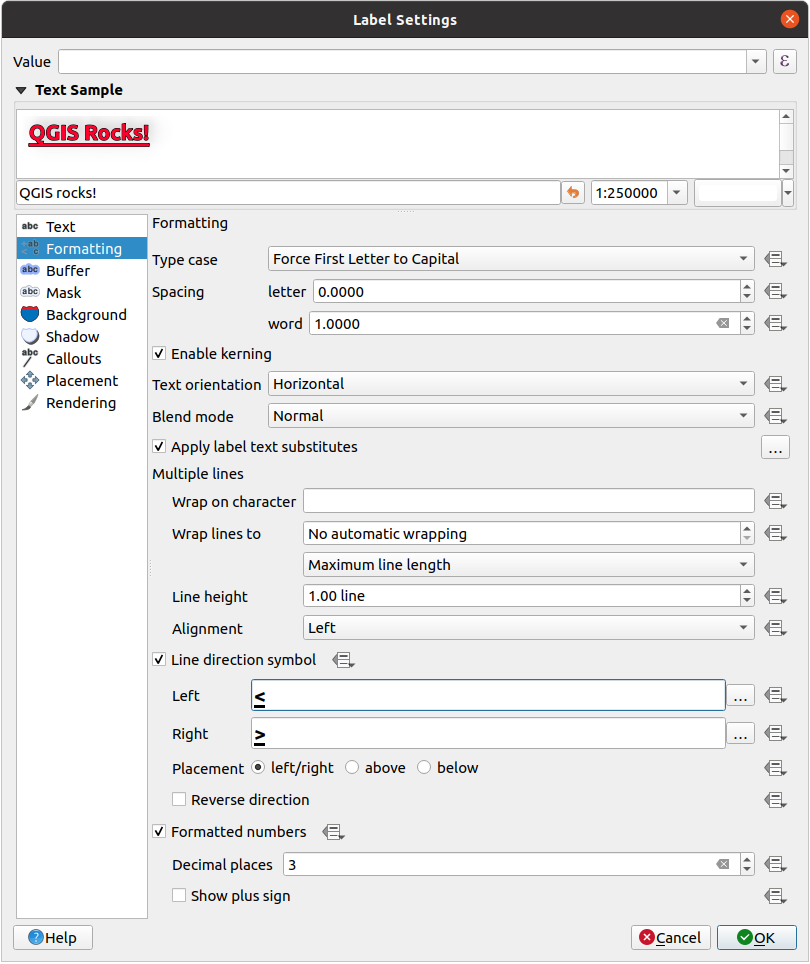 Label Settings
Value
ε
Text Sample
QGIS Rocks!
QGIS rocks!
1:250000
abc Text
Formatting
Formatting
abc Buffer
abc Mask
Background
Shadow
abc Callouts
Placement
Rendering
Type case Force First Letter to Capital
Spacing letter 0.0000
word 1.0000
Enable kerning
Text orientation Horizontal
Blend mode Normal
Apply label text substitutes ...
Multiple lines
Wrap on character
Wrap lines to No automatic wrapping
Maximum line length
Line height 1.00 line
Alignment Left
Line direction symbol
Left < ...
Right > ...
Placement left/right above below
Reverse direction
Formatted numbers
Decimal places 3
Show plus sign
? Help
Cancel
OK